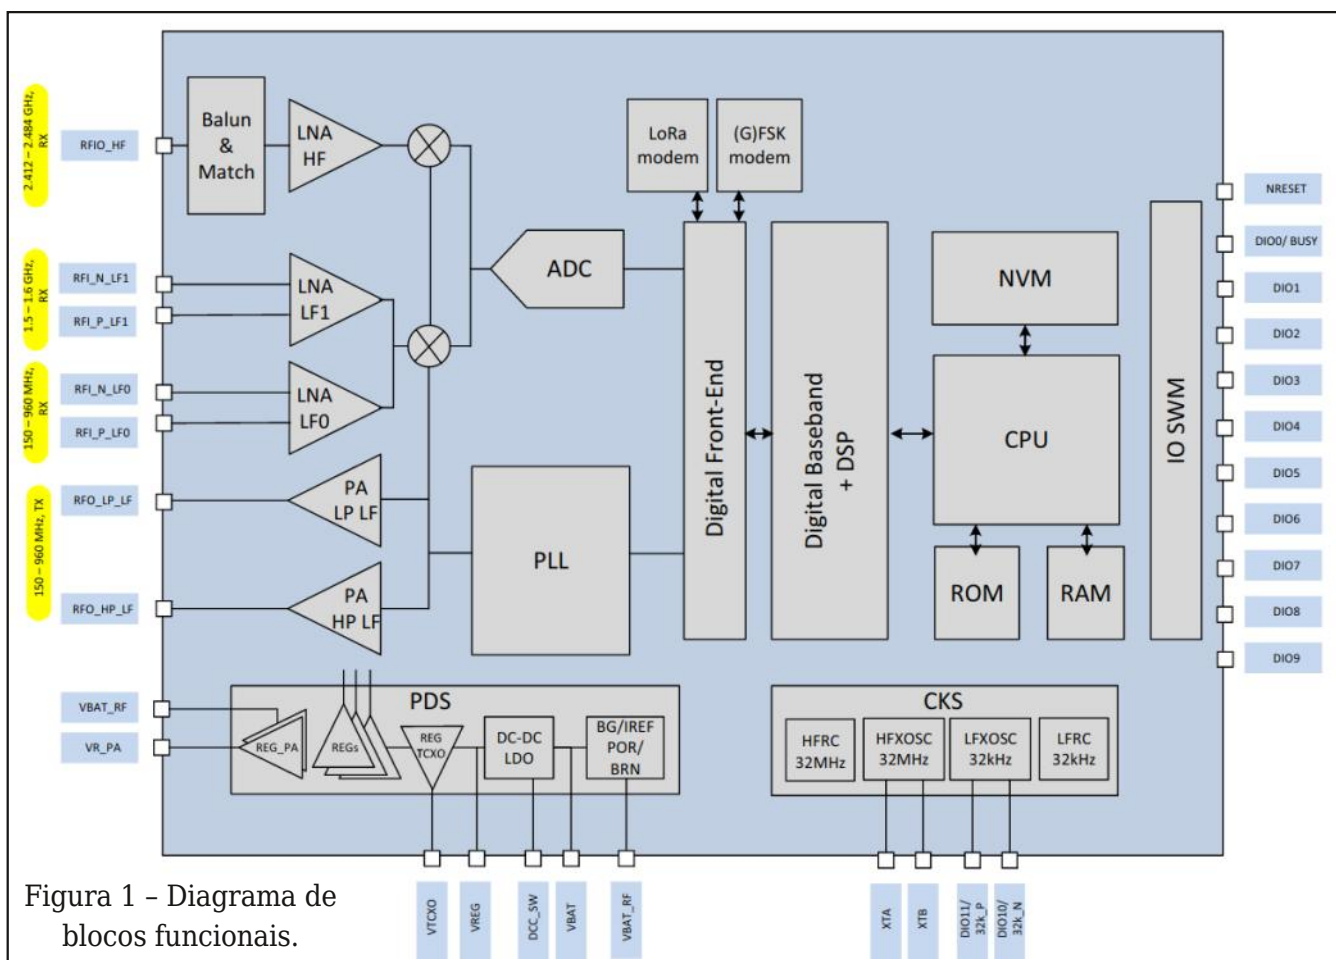 2.412 – 2.484 GHz,
RX
RFIO_HF
Balun
&
Match
LNA
HF
LoRa
modem
(G)FSK
modem
NRESET
DIO0/ BUSY
DIO1
DIO2
DIO3
DIO4
DIO5
DIO6
DIO7
DIO8
DIO9
1.5 – 1.6 GHz,
RX
RFI_N_LF1
RFI_P_LF1
LNA
LF1
ADC
NVM
150 – 960 MHz,
RX
RFI_N_LF0
RFI_P_LF0
LNA
LF0
Digital Front-End
Digital Baseband
+ DSP
CPU
IO SWM
150 – 960 MHz, TX
RFO_LP_LF
RFO_HP_LF
PA
LP LF
PA
HP LF
PLL
ROM
RAM
VBAT_RF
VR_PA
PDS
REG_PA
REGs
REG
TCXO
DC-DC
LDO
BG/IREF
POR/
BRN
CKS
HFRC
32MHz
HFXOSC
32MHz
LFXOSC
32kHz
LFRC
32kHz
VTCXO
VREG
DCC_SW
VBAT
VBAT_RF
XTA
XTB
DIO11/
32k_P
DIO10/
32k_N
Figura 1 – Diagrama de
blocos funcionais.